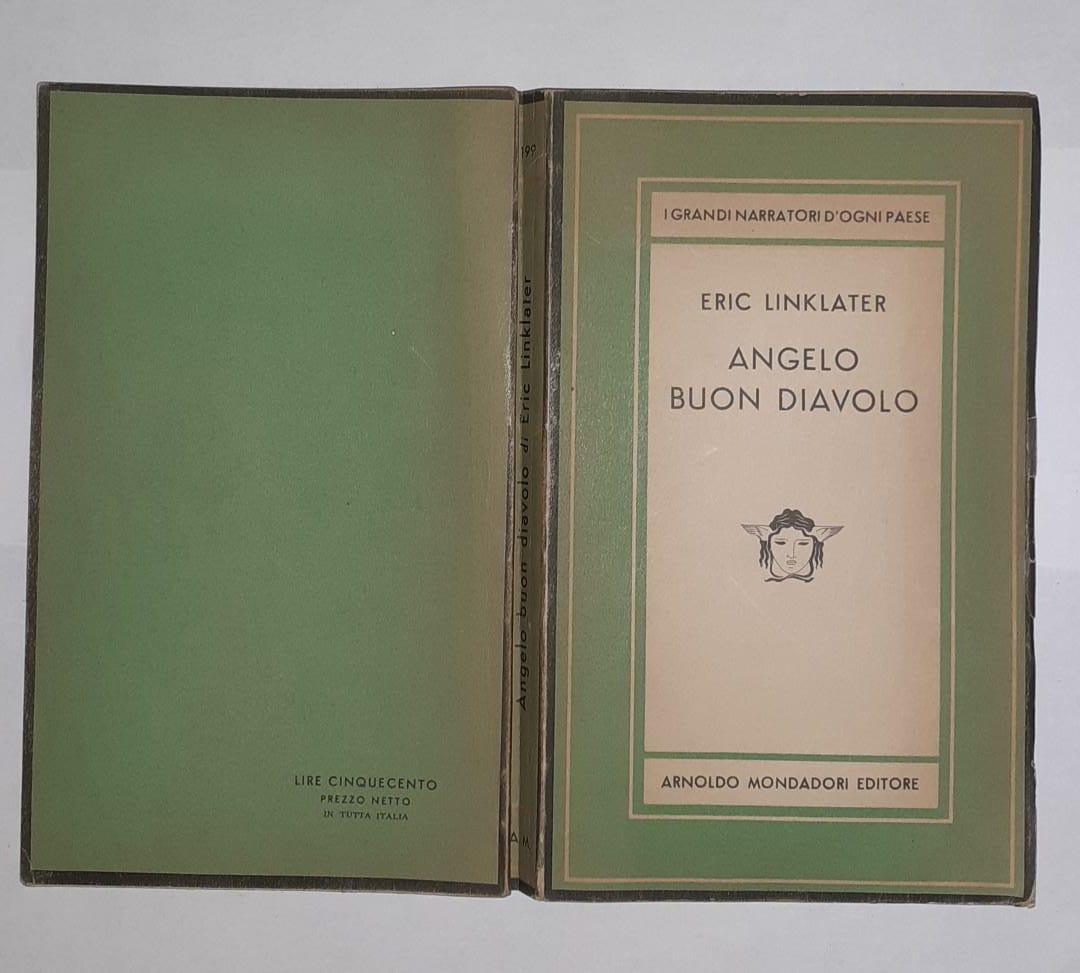 LIRE CINQUECENTO
PREZZO NETTO
IN TUTTA ITALIA
199
Angelo buon diavolo di Eric Linklater
A. M.
I GRANDI NARRATORI D'OGNI PAESE
ERIC LINKLATER
ANGELO
BUON DIAVOLO
ARNOLDO MONDADORI EDITORE